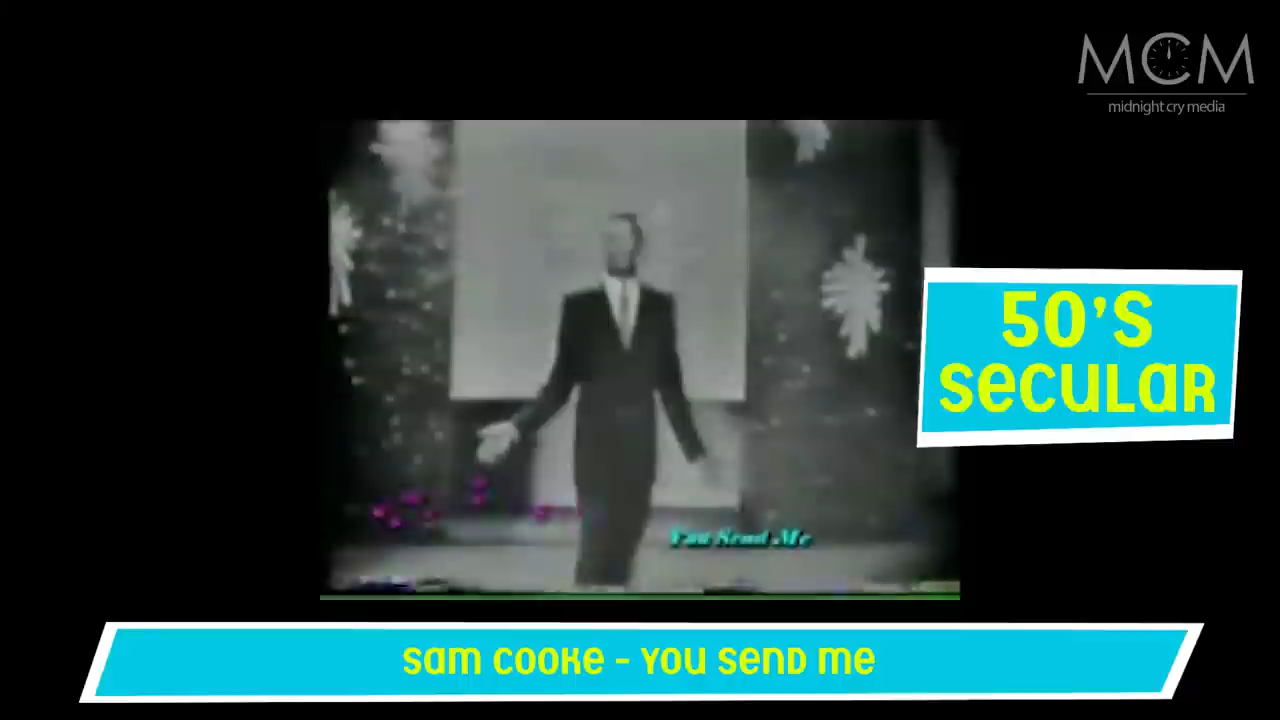 MCM
midnight cry media
50'S
SECULAR
You Send Me
SAM COOKE - YOU SEND ME